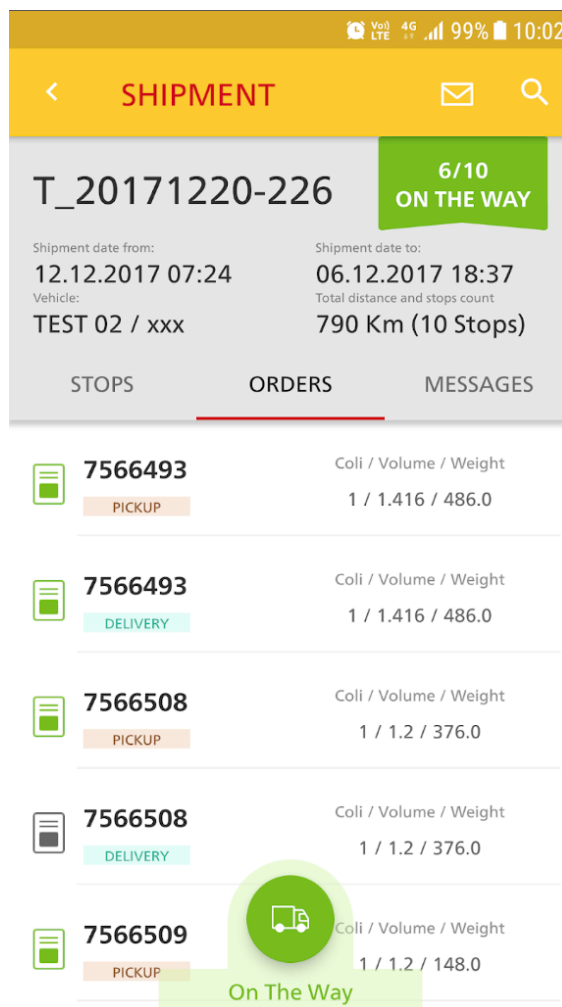 Vo)) LTE 4G 99% 10:02
SHIPMENT
T_20171220-226
6/10
ON THE WAY
Shipment date from:
12.12.2017 07:24
Shipment date to:
06.12.2017 18:37
Vehicle:
TEST 02 / xxx
Total distance and stops count
790 Km (10 Stops)
STOPS ORDERS MESSAGES
7566493 Coli / Volume / Weight
PICKUP 1 / 1.416 / 486.0
7566493 Coli / Volume / Weight
DELIVERY 1 / 1.416 / 486.0
7566508 Coli / Volume / Weight
PICKUP 1 / 1.2 / 376.0
7566508 Coli / Volume / Weight
DELIVERY 1 / 1.2 / 376.0
7566509 Coli / Volume / Weight
PICKUP 1 / 1.2 / 148.0
On The Way